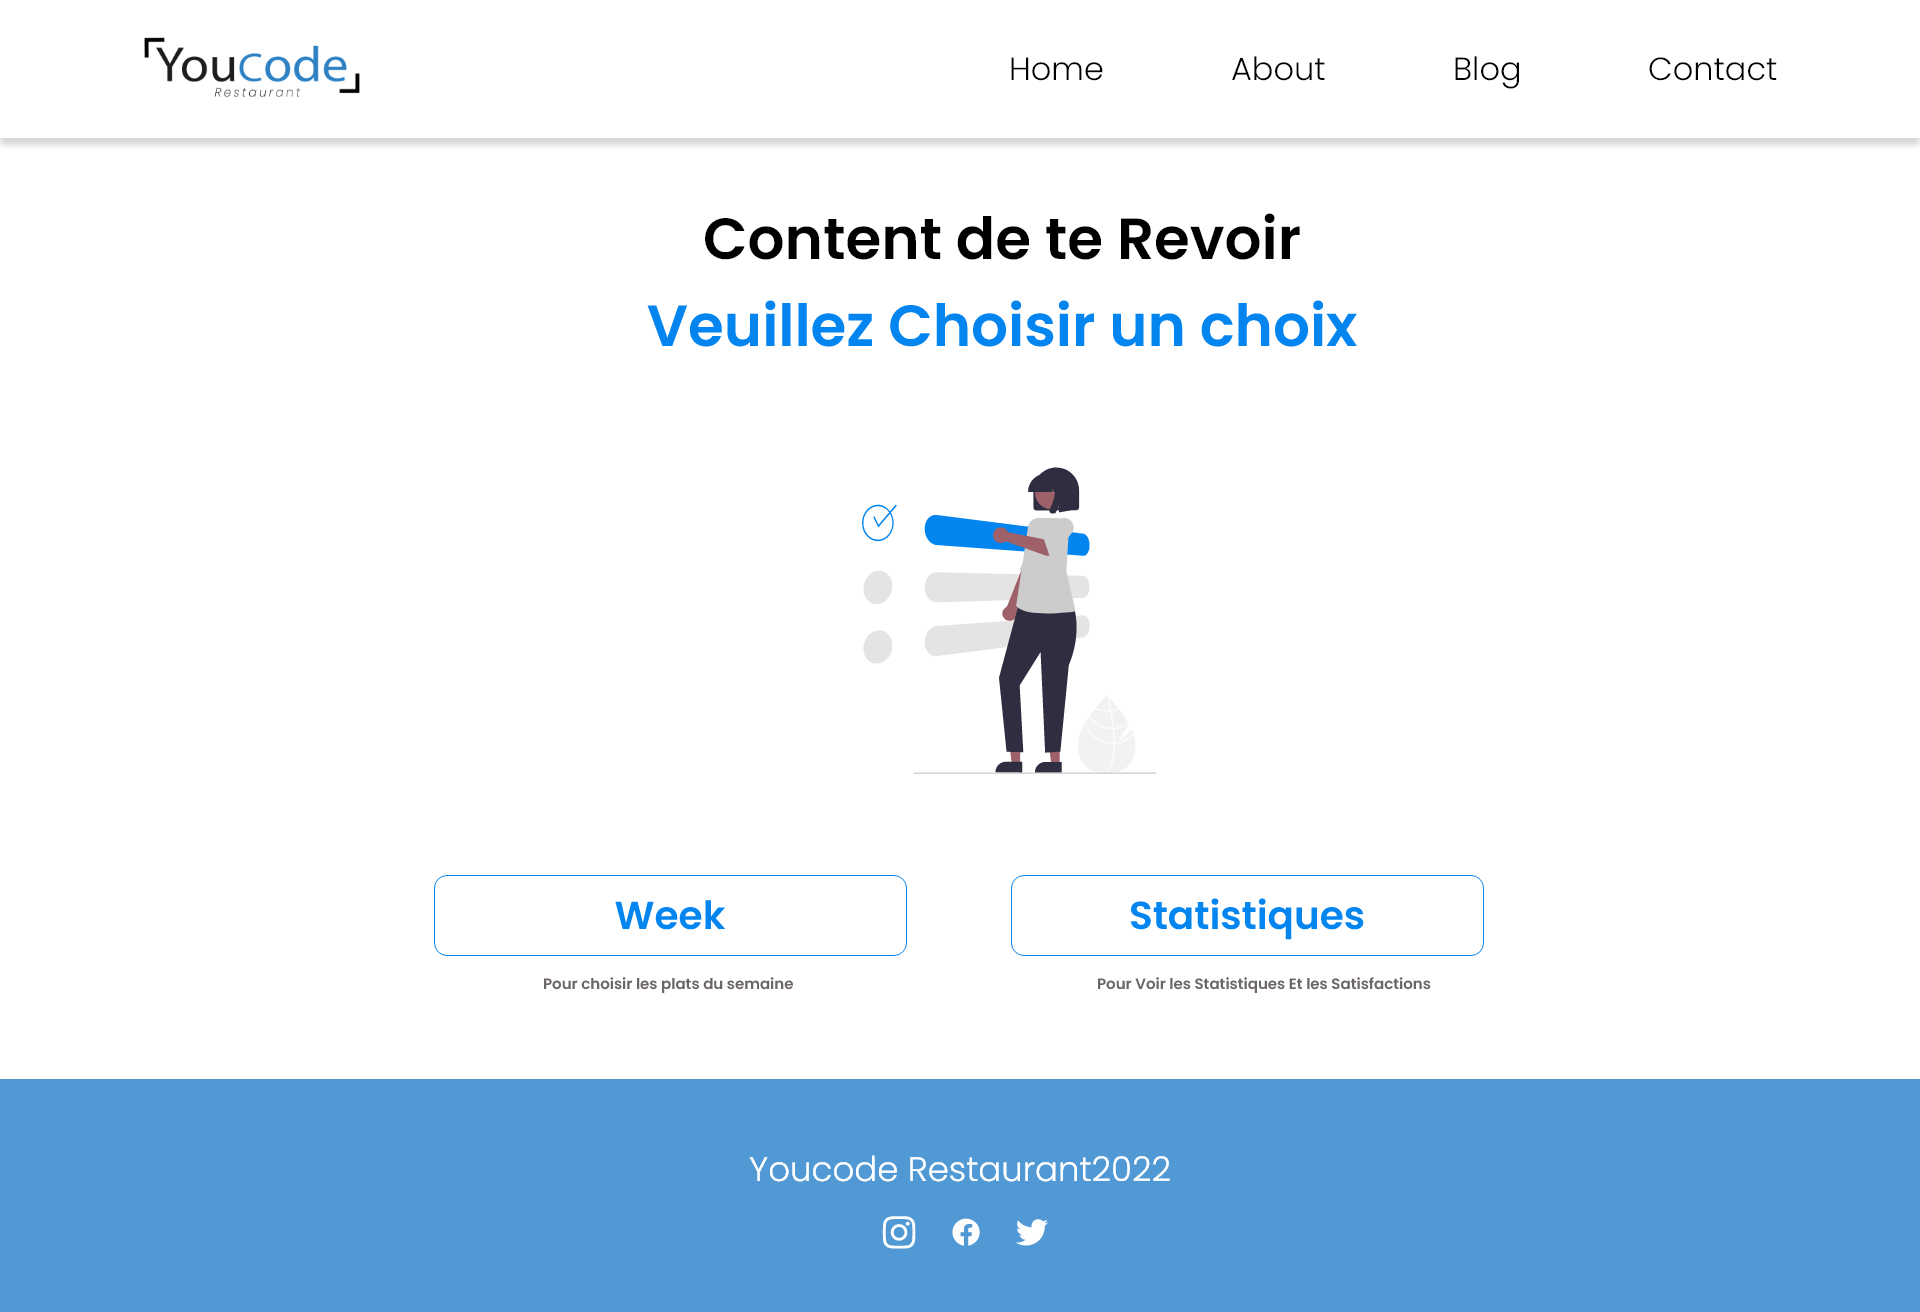 Youcode
Restaurant
Home
About
Blog
Contact
Content de te Revoir
Veuillez Choisir un choix
Week
Statistiques
Pour choisir les plats du semaine
Pour Voir les Statistiques Et les Satisfactions
Youcode Restaurant2022